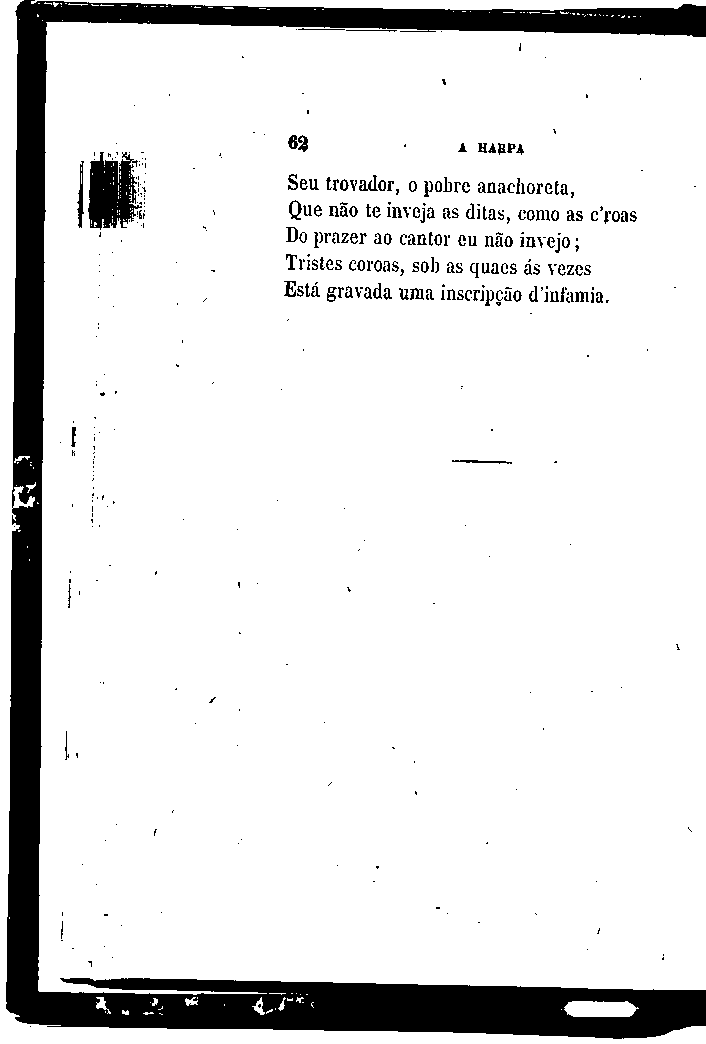 62 A HARPA
Seu trovador, o pobre anachoreta,
Que não te inveja as ditas, como as c'roas
Do prazer ao cantor eu não invejo;
Tristes coroas, sob as quaes ás vezes
Está gravada uma inscripção d'infamia.